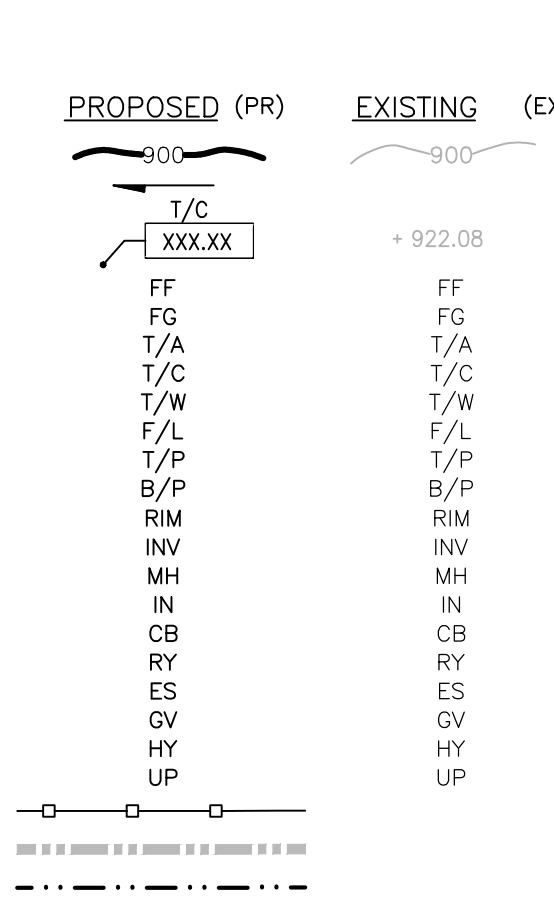 PROPOSED (PR) EXISTING (EX
900 900
T/C
XXX.XX + 922.08
FF FF
FG FG
T/A T/A
T/C T/C
T/W T/W
F/L F/L
T/P T/P
B/P B/P
RIM RIM
INV INV
MH MH
IN IN
CB CB
RY RY
ES ES
GV GV
HY HY
UP UP